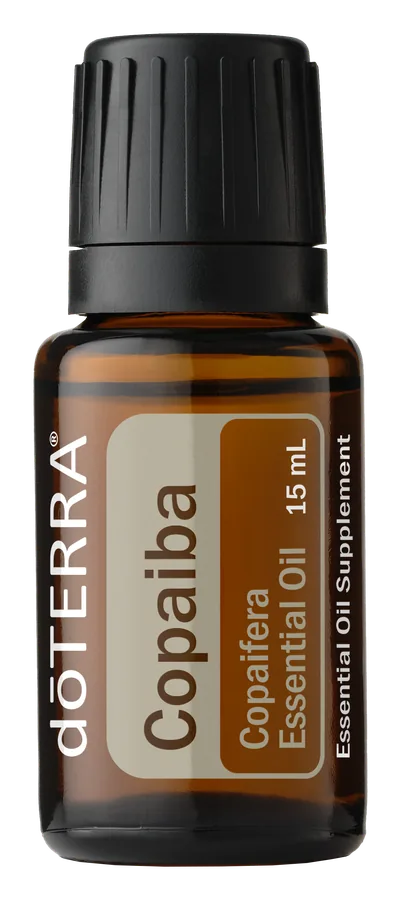 dōTERRA®
Copaiba
Copaifera
Essential Oil 15 mL
Essential Oil Supplement